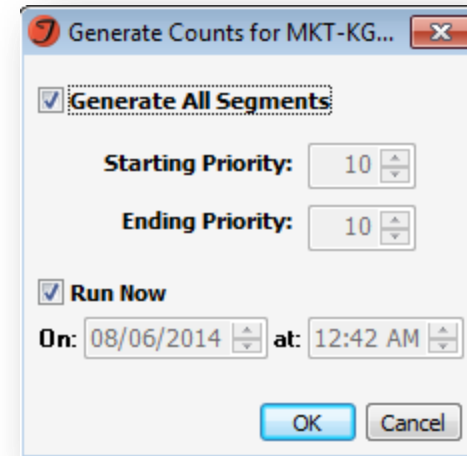 Generate Counts for MKT-KG...
Generate All Segments
Starting Priority: 10
Ending Priority: 10
Run Now
On: 08/06/2014 at: 12:42 AM
OK Cancel